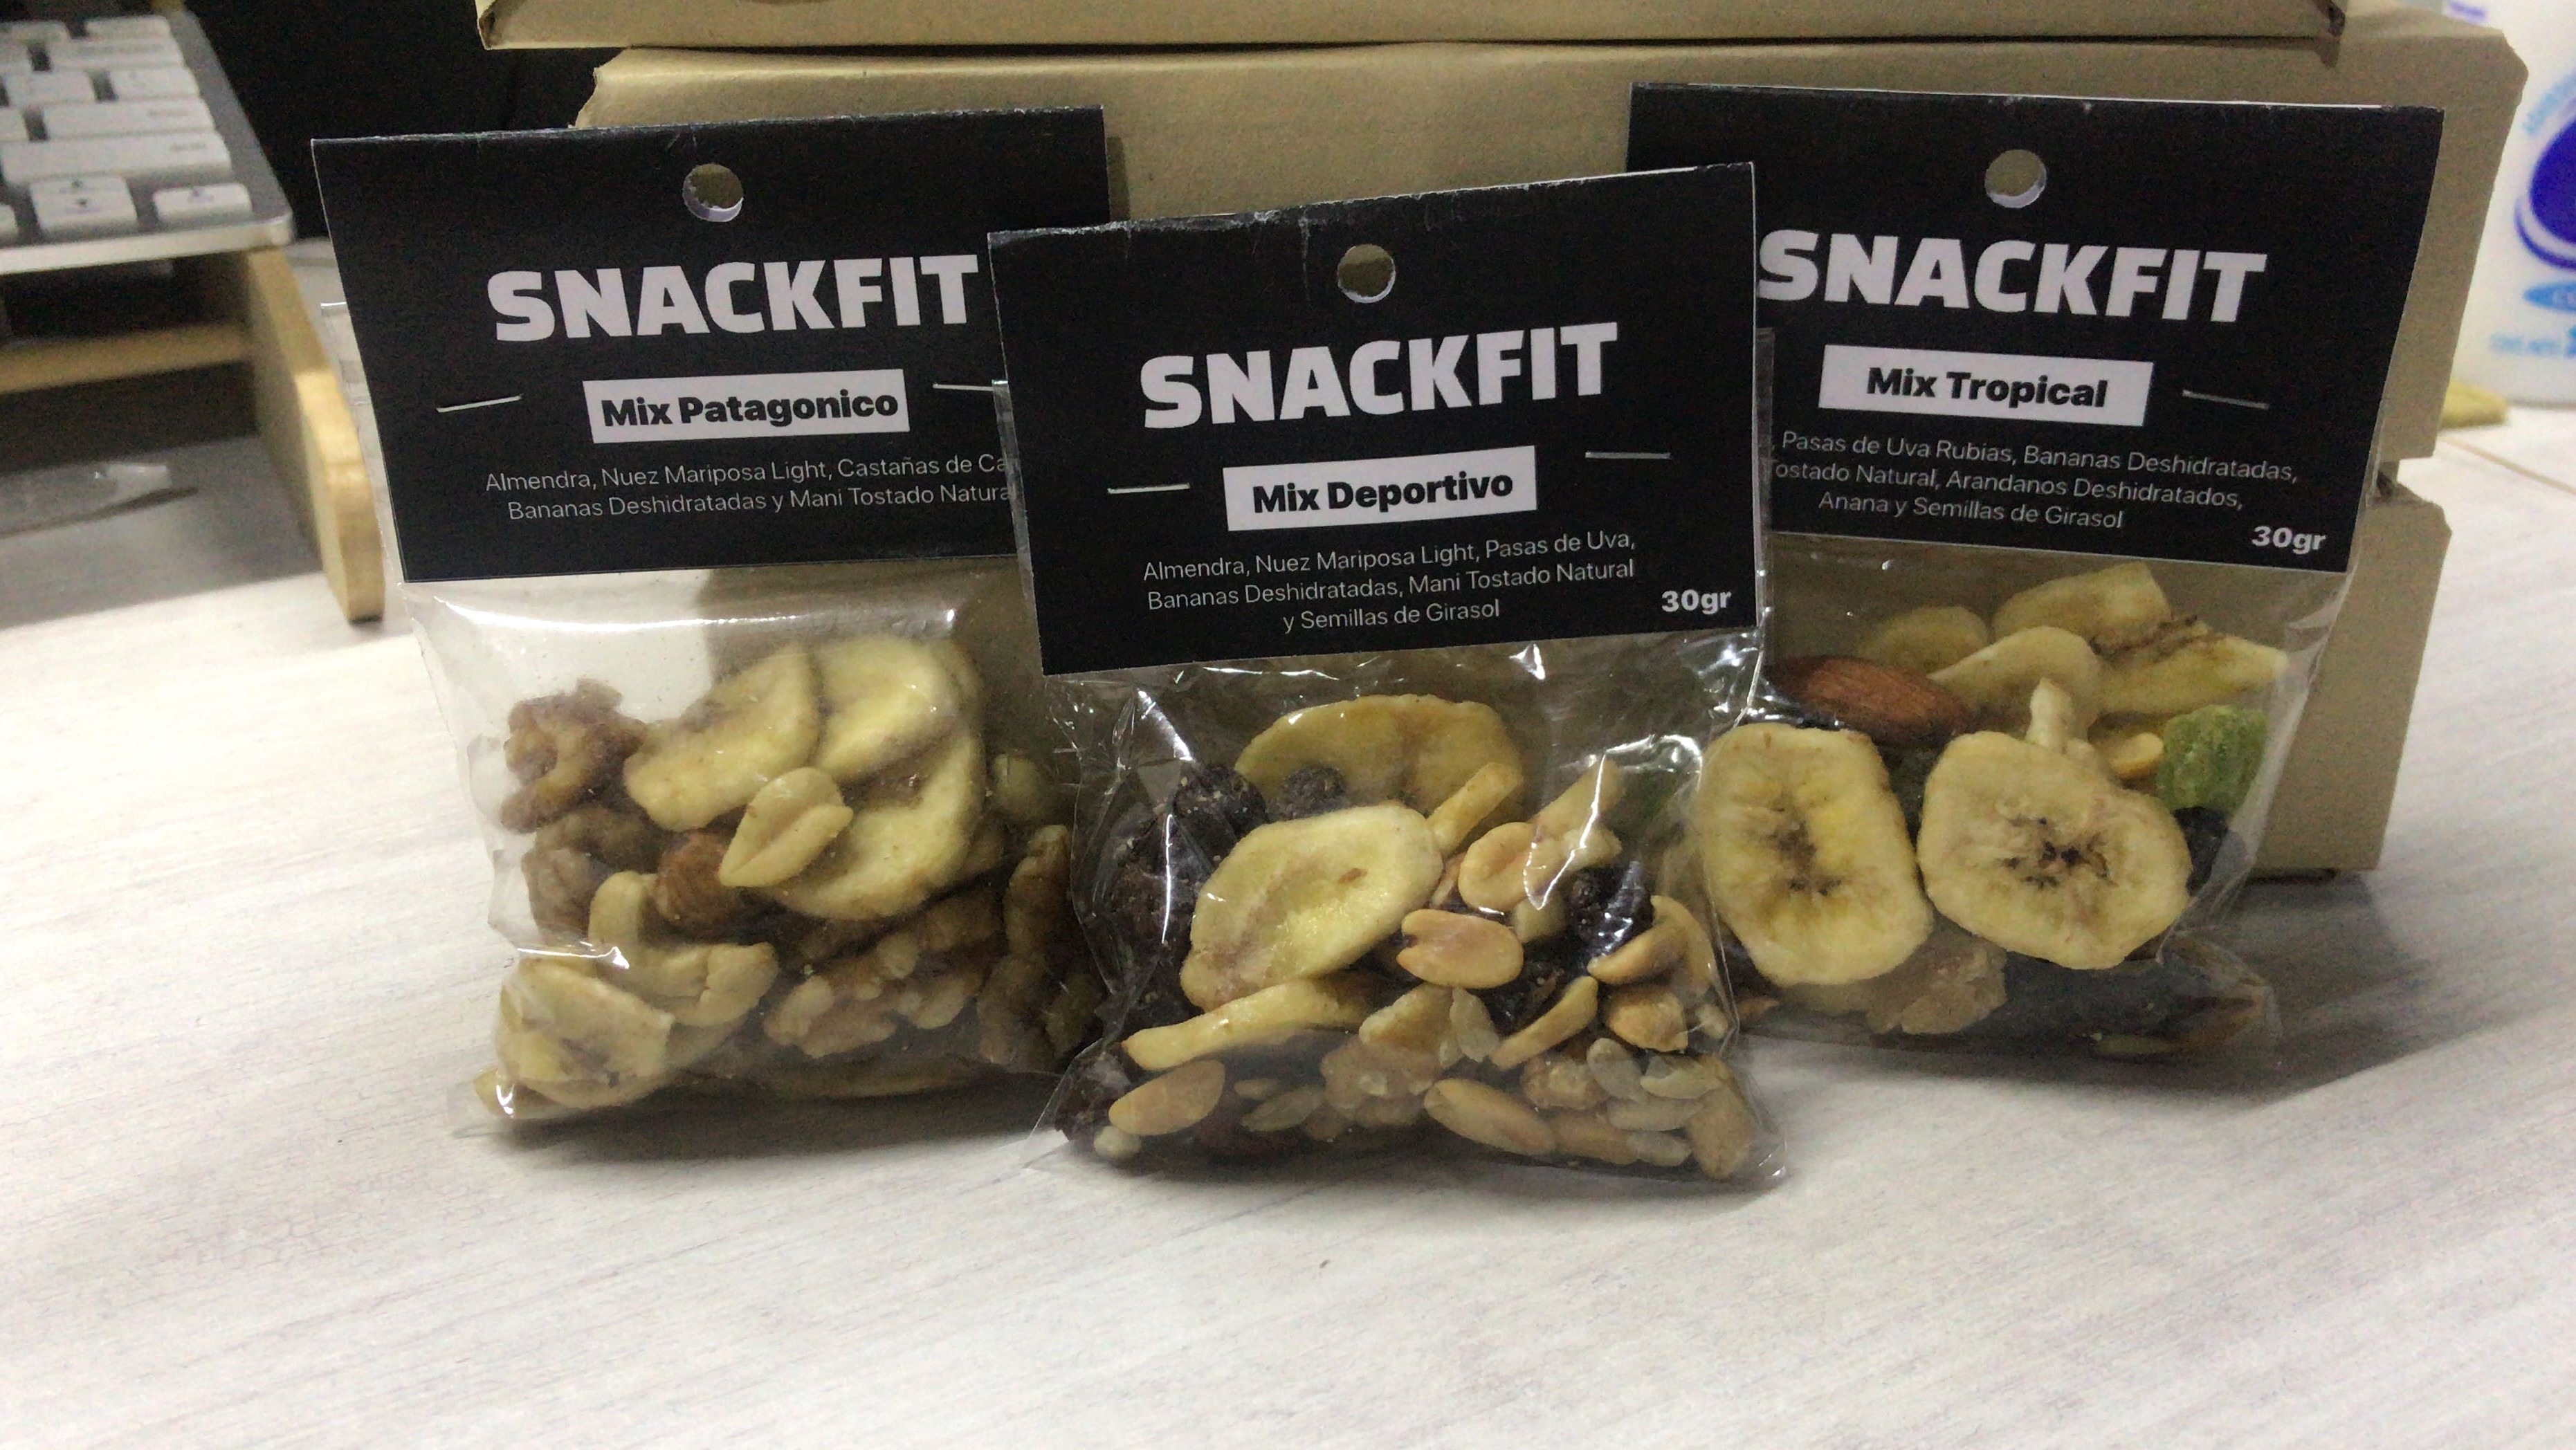 SNACKFIT
Mix Patagonico
Almendra, Nuez Mariposa Light, Castañas de
Bananas Deshidratadas y Mani Tostado
SNACKFIT
Mix Deportivo
Almendra, Nuez Mariposa Light, Pasas de Uva,
Bananas Deshidratadas, Mani Tostado Natural
y Semillas de Girasol
30gr
SNACKFIT
Mix Tropical
Pasas de Uva Rubias, Bananas Deshidratadas,
Natural, Arandanos Deshidratados,
Anana y Semillas de Girasol
30gr